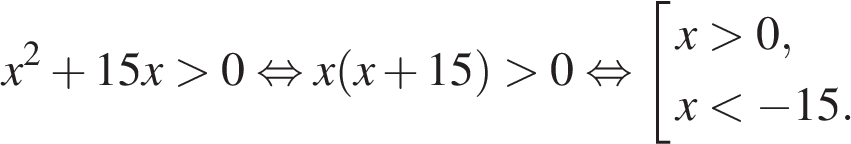 x² + 15x > 0 ⇔ x(x + 15) > 0 ⇔ [ x > 0,
x < −15.